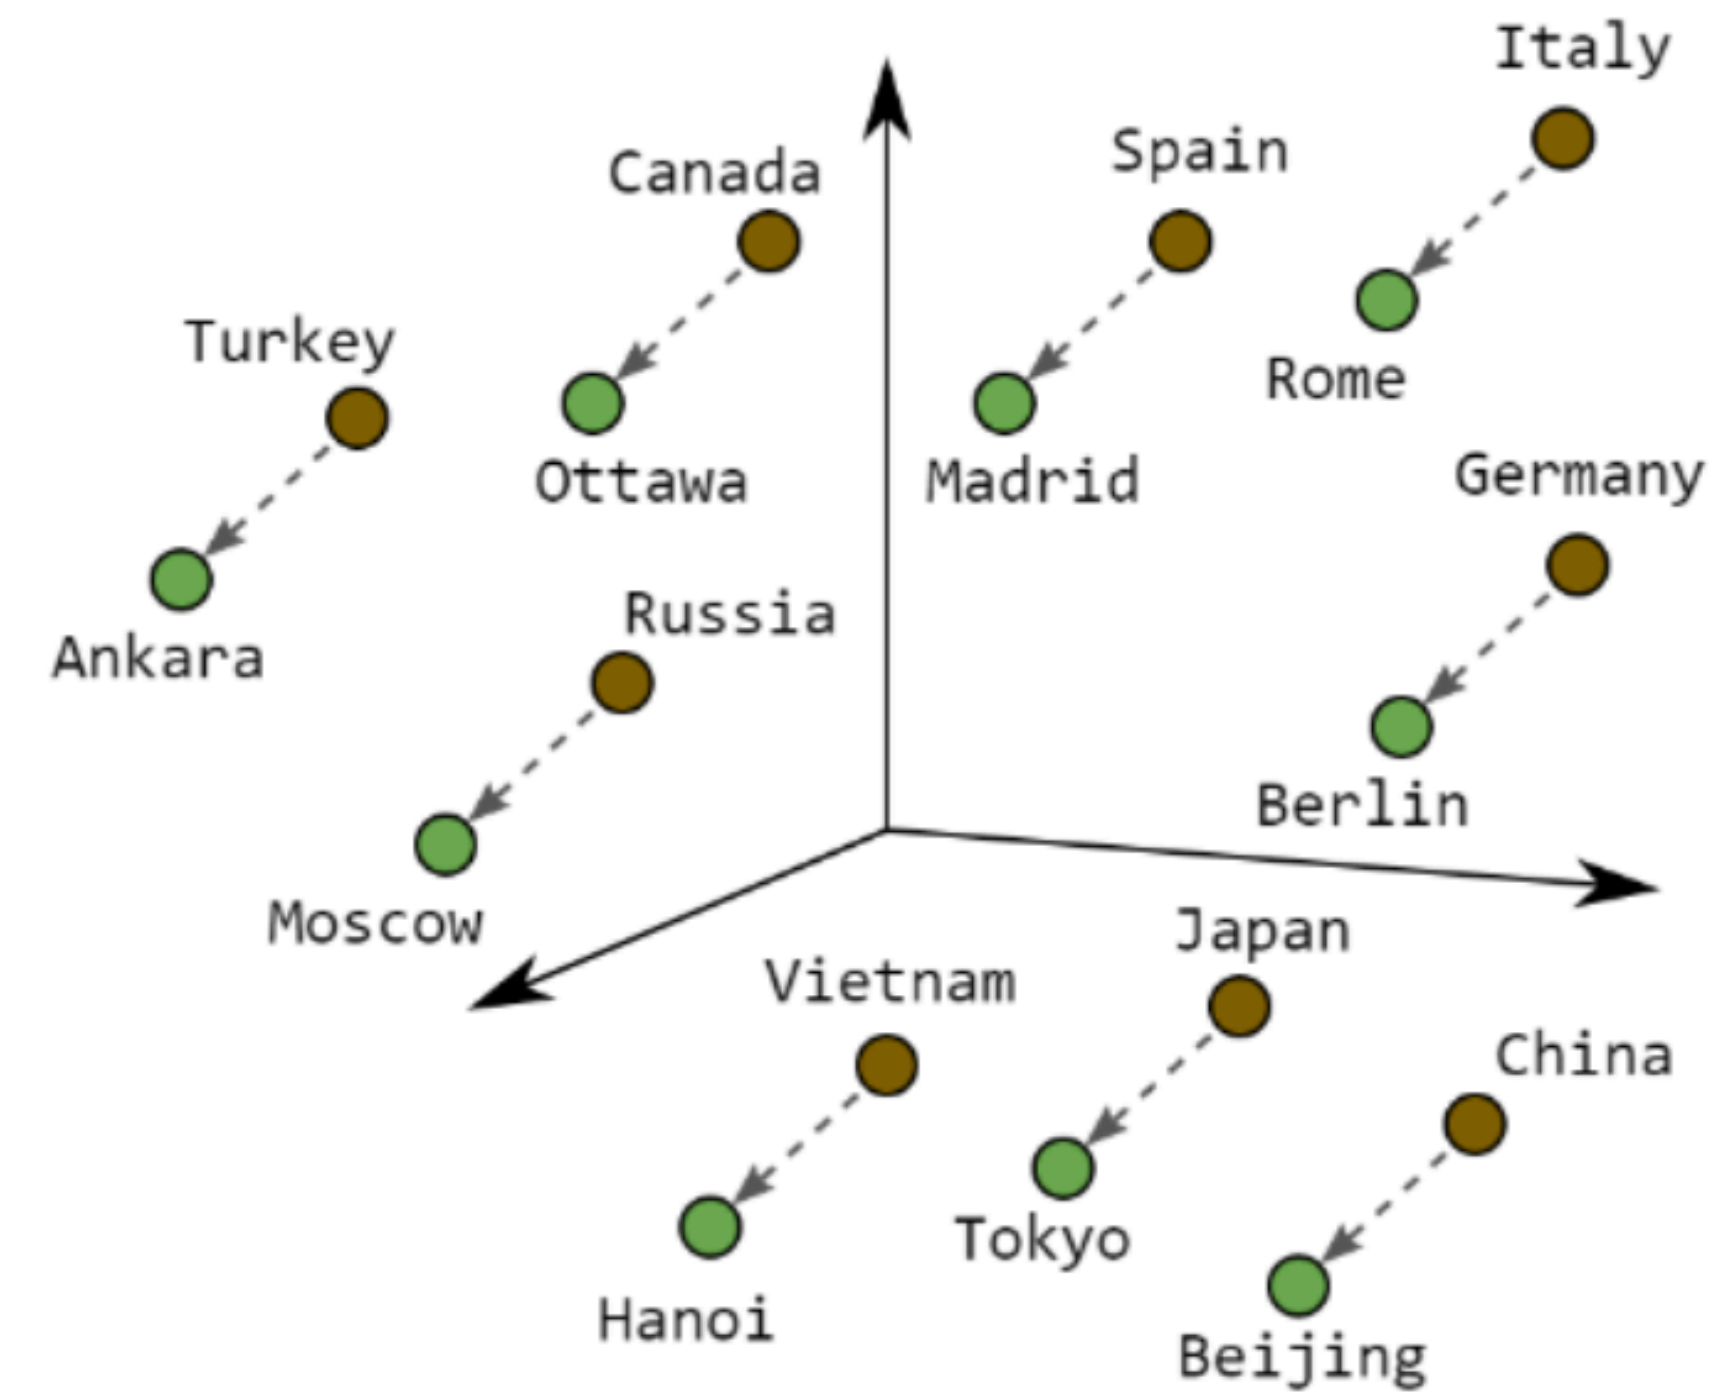 Italy
Spain
Canada
Turkey
Rome
Ottawa
Madrid
Germany
Russia
Ankara
Berlin
Moscow
Japan
Vietnam
China
Tokyo
Hanoi
Beijing